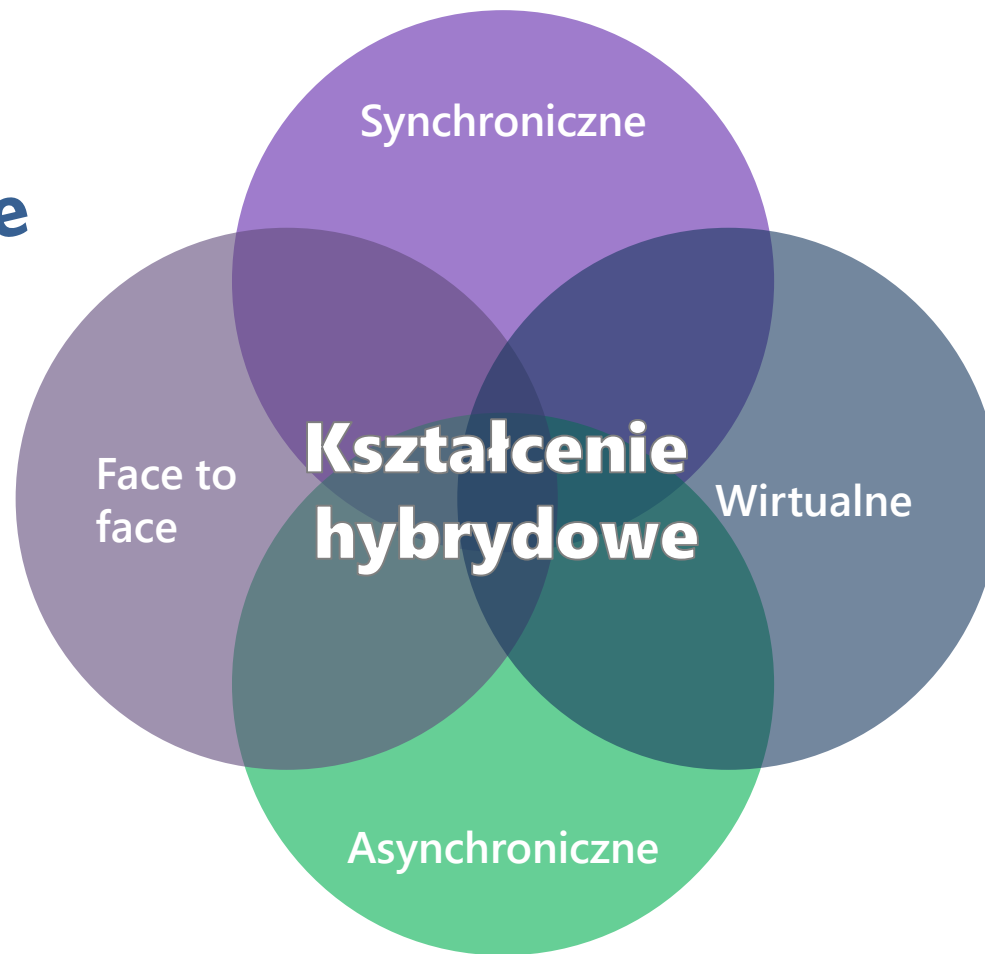 Synchroniczne
e
Face to
face
Kształcenie
hybrydowe
Wirtualne
Asynchroniczne